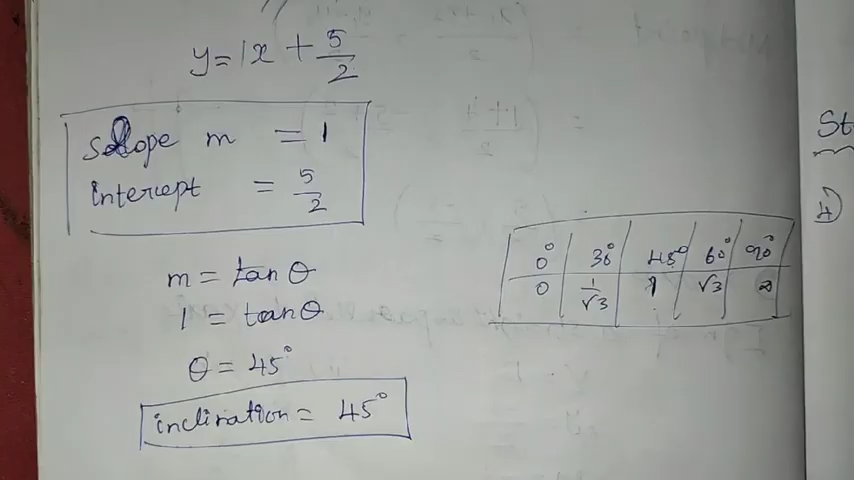 y = 1x + 5/2
slope m = 1
intercept = 5/2
m = tan θ
1 = tan θ
θ = 45°
inclination = 45°
0° 30° 45° 60° 90°
0 1/√3 1 √3 ∞
St
4)